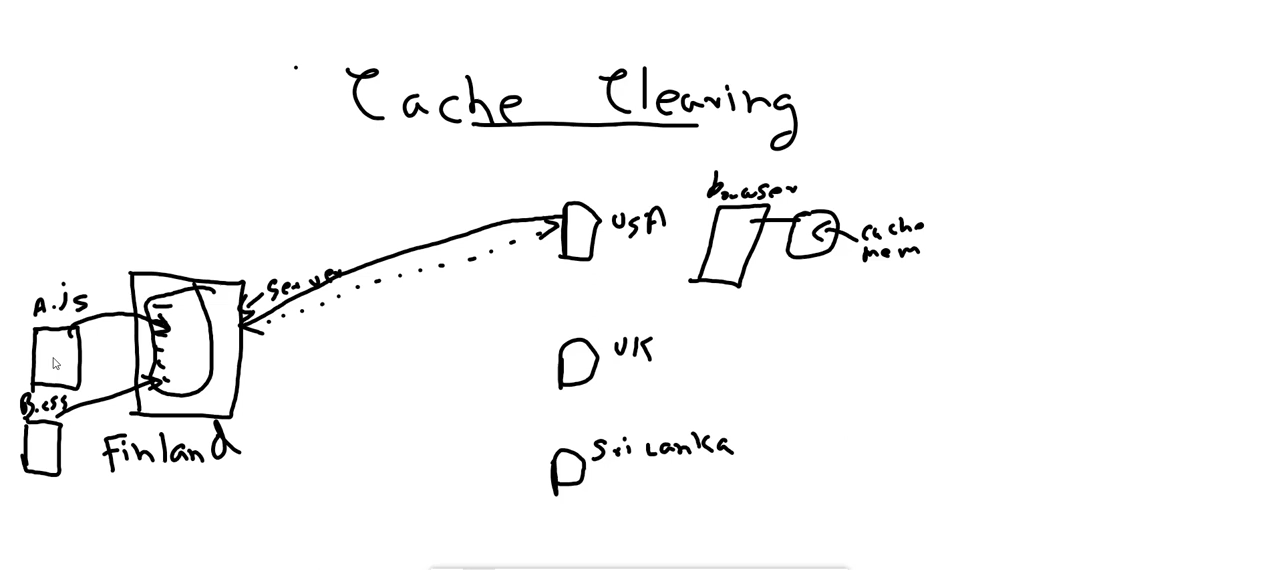 Cache Clearing
browser
USA
cache
mem
Server
A.js
UK
B.css
Finland
Sri Lanka